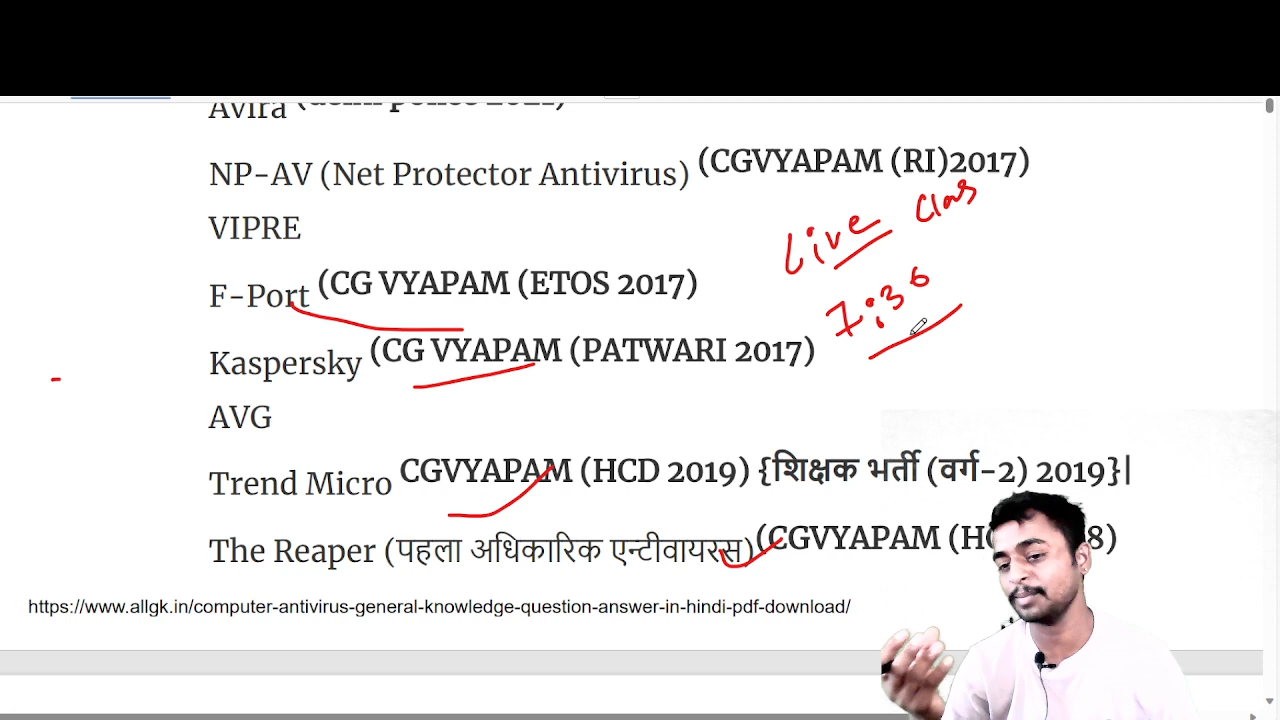 Avira
NP-AV (Net Protector Antivirus) (CGVYAPAM (RI)2017)
Live Clas
VIPRE
F-Port (CG VYAPAM (ETOS 2017)
7:30
Kaspersky (CG VYAPAM (PATWARI 2017)
AVG
Trend Micro CGVYAPAM (HCD 2019) {शिक्षक भर्ती (वर्ग-2) 2019}|
The Reaper (पहला अधिकारिक एन्टीवायरस)(CGVYAPAM
https://www.allgk.in/computer-antivirus-general-knowledge-question-answer-in-hindi-pdf-download/